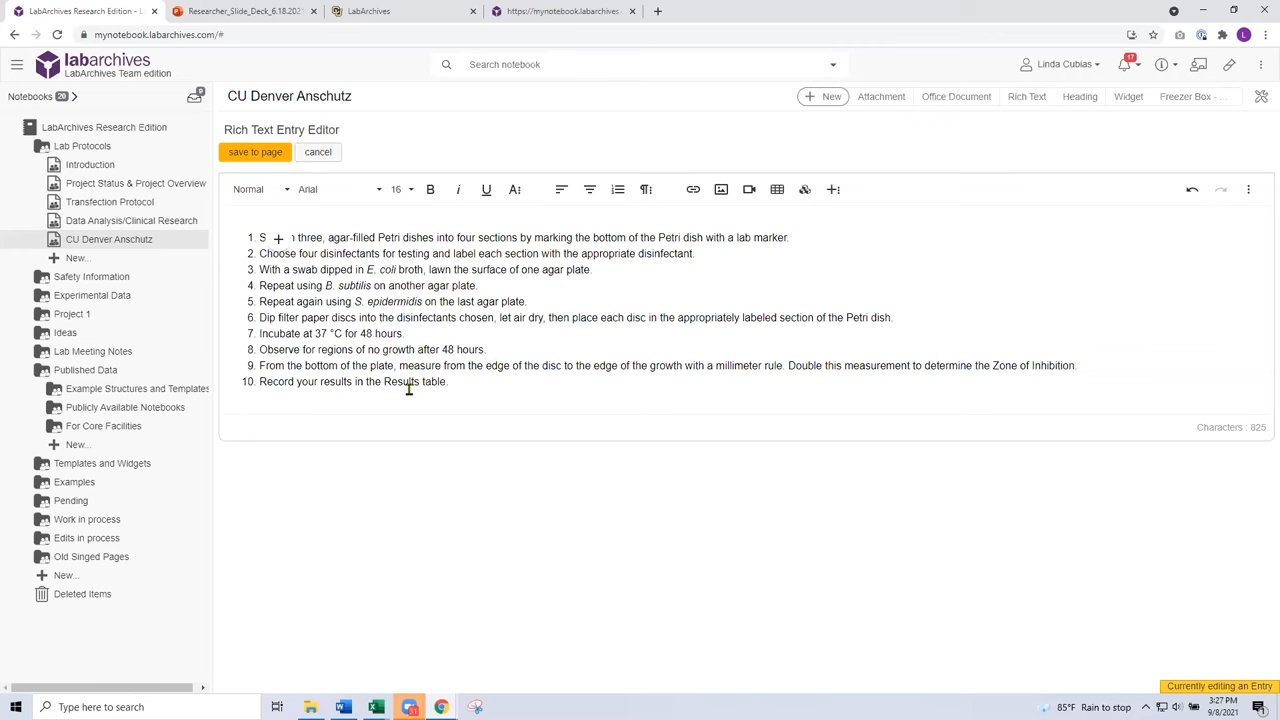 LabArchives Research Edition - L
Researcher_Slide_Deck_6.18.202
LabArchives
https://mynotebook.labarchives.
mynotebook.labarchives.com/#
L
labarchives
LabArchives Team edition
Search notebook
Linda Cubias
17
Notebooks 20
9
CU Denver Anschutz
New
Attachment
Office Document
Rich Text
Heading
Widget
Freezer Box - ...
LabArchives Research Edition
Lab Protocols
Introduction
Project Status & Project Overview
Transfection Protocol
Data Analysis/Clinical Research
CU Denver Anschutz
New...
Safety Information
Experimental Data
Project 1
Ideas
Lab Meeting Notes
Published Data
Example Structures and Templates
Publicly Available Notebooks
For Core Facilities
New...
Templates and Widgets
Examples
Pending
Work in process
Edits in process
Old Singed Pages
New...
Deleted Items
Rich Text Entry Editor
save to page
cancel
Normal
Arial
16
B
i
U
A
1. S three, agar-filled Petri dishes into four sections by marking the bottom of the Petri dish with a lab marker.
2. Choose four disinfectants for testing and label each section with the appropriate disinfectant.
3. With a swab dipped in E. coli broth, lawn the surface of one agar plate.
4. Repeat using B. subtilis on another agar plate.
5. Repeat again using S. epidermidis on the last agar plate.
6. Dip filter paper discs into the disinfectants chosen, let air dry, then place each disc in the appropriately labeled section of the Petri dish.
7. Incubate at 37 °C for 48 hours.
8. Observe for regions of no growth after 48 hours.
9. From the bottom of the plate, measure from the edge of the disc to the edge of the growth with a millimeter rule. Double this measurement to determine the Zone of Inhibition.
10. Record your results in the Results table.
Characters : 825
Currently editing an Entry
Type here to search
85°F Rain to stop
3:27 PM
9/8/2021